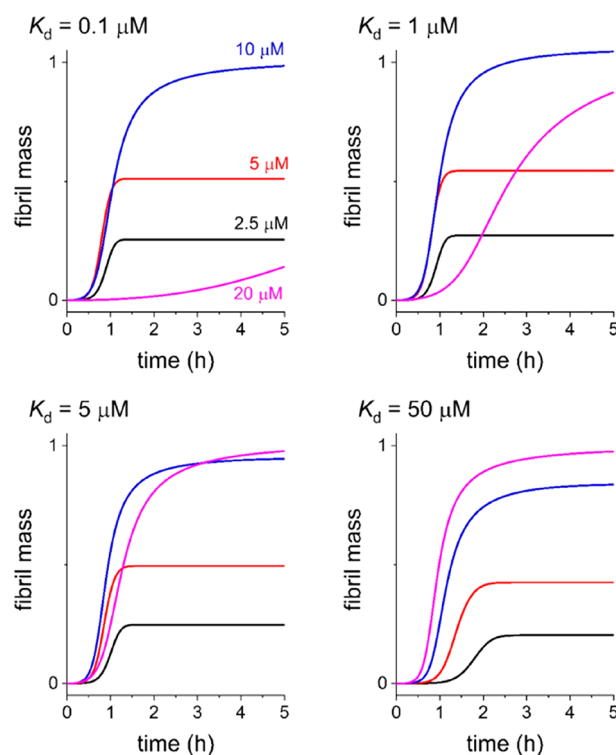 Kd = 0.1 μM
1
10 μM
fibril mass
5 μM
2.5 μM
20 μM
0
0 1 2 3 4 5
time (h)
Kd = 1 μM
1
fibril mass
0
0 1 2 3 4 5
time (h)
Kd = 5 μM
1
fibril mass
0
0 1 2 3 4 5
time (h)
Kd = 50 μM
1
fibril mass
0
0 1 2 3 4 5
time (h)